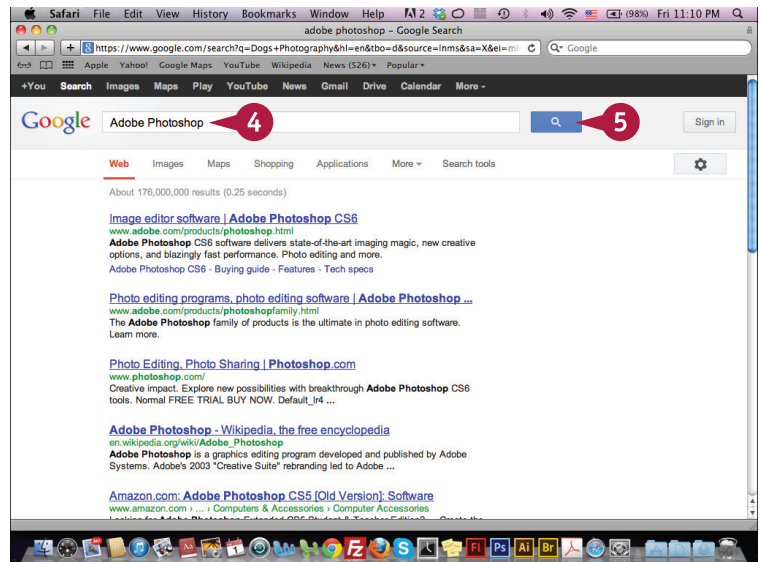 Safari File Edit View History Bookmarks Window Help 2 (98%) Fri 11:10 PM
adobe photoshop – Google Search
https://www.google.com/search?q=Dogs+Photography&hl=en&tbo=d&source=lnms&sa=X&ei=mi Google
Apple Yahoo! Google Maps YouTube Wikipedia News (526) Popular
+You Search Images Maps Play YouTube News Gmail Drive Calendar More
Google Adobe Photoshop 4 5 Sign in
Web Images Maps Shopping Applications More Search tools
About 176,000,000 results (0.25 seconds)
Image editor software | Adobe Photoshop CS6
www.adobe.com/products/photoshop.html
Adobe Photoshop CS6 software delivers state-of-the-art imaging magic, new creative
options, and blazingly fast performance. Photo editing and more.
Adobe Photoshop CS6 - Buying guide - Features - Tech specs
Photo editing programs, photo editing software | Adobe Photoshop ...
www.adobe.com/products/photoshopfamily.html
The Adobe Photoshop family of products is the ultimate in photo editing software.
Learn more.
Photo Editing, Photo Sharing | Photoshop.com
www.photoshop.com/
Creative impact. Explore new possibilities with breakthrough Adobe Photoshop CS6
tools. Normal FREE TRIAL BUY NOW. Default_lr4 ...
Adobe Photoshop - Wikipedia, the free encyclopedia
en.wikipedia.org/wiki/Adobe_Photoshop
Adobe Photoshop is a graphics editing program developed and published by Adobe
Systems. Adobe's 2003 "Creative Suite" rebranding led to Adobe ...
Amazon.com: Adobe Photoshop CS5 [Old Version]: Software
www.amazon.com › ... › Computers & Accessories › Computer Accessories
Fz S Fl Ps Ai Br